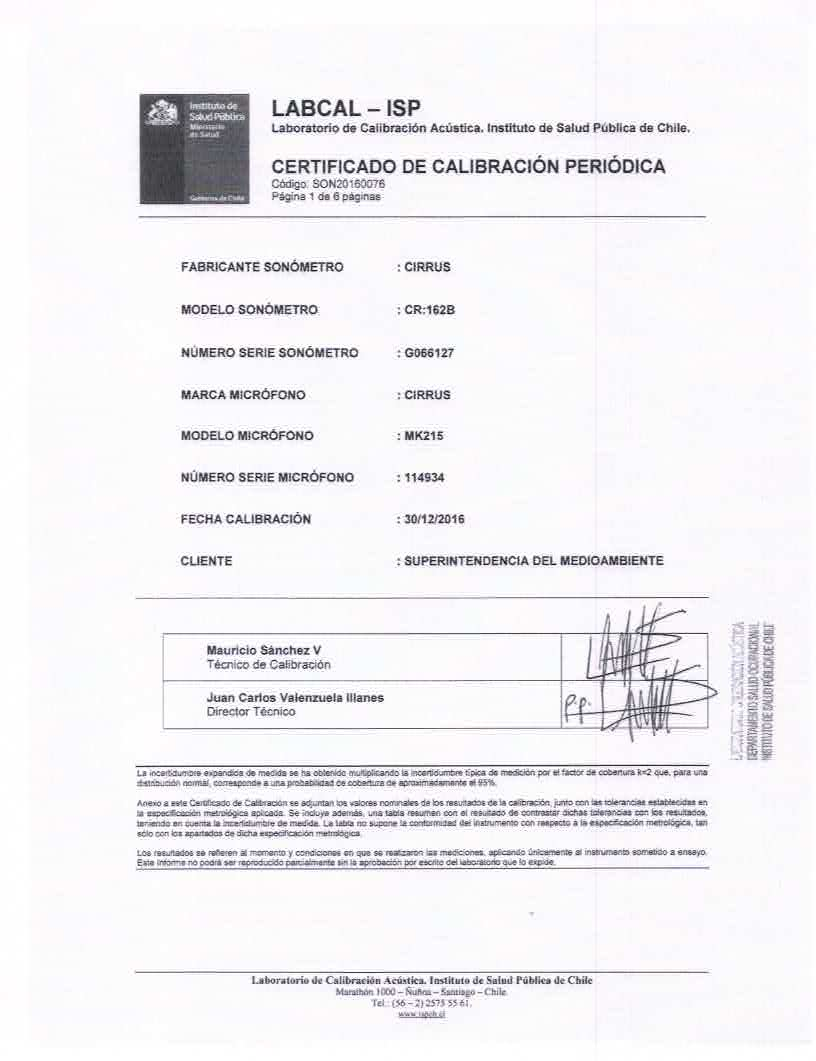 Instituto de
Salud Pública
Ministerio
de Salud
Gobierno de Chile
LABCAL – ISP
Laboratorio de Calibración Acústica. Instituto de Salud Pública de Chile.
CERTIFICADO DE CALIBRACIÓN PERIÓDICA
Código: SON20160076
Página 1 de 6 páginas
FABRICANTE SONÓMETRO : CIRRUS
MODELO SONÓMETRO : CR:162B
NÚMERO SERIE SONÓMETRO : G066127
MARCA MICRÓFONO : CIRRUS
MODELO MICRÓFONO : MK215
NÚMERO SERIE MICRÓFONO : 114934
FECHA CALIBRACIÓN : 30/12/2016
CLIENTE : SUPERINTENDENCIA DEL MEDIOAMBIENTE
Mauricio Sánchez V
Técnico de Calibración
Juan Carlos Valenzuela Illanes
Director Técnico
p.p.
DEPARTAMENTO SALUD OCUPACIONAL
INSTITUTO DE SALUD PÚBLICA DE CHILE
La incertidumbre expandida de medida se ha obtenido multiplicando la incertidumbre típica de medición por el factor de cobertura k=2 que, para una
distribución normal, corresponde a una probabilidad de cobertura de aproximadamente el 95%.
Anexo a este Certificado de Calibración se adjuntan los valores nominales de los resultados de la calibración, junto con las tolerancias establecidas en
la especificación metrológica aplicada. Se incluye además, una tabla resumen con el resultado de contrastar dichas tolerancias con los resultados,
teniendo en cuenta la incertidumbre de medida. La tabla no supone la conformidad del instrumento con respecto a la especificación metrológica, tan
sólo con los apartados de dicha especificación metrológica.
Los resultados se refieren al momento y condiciones en que se realizaron las mediciones, aplicando únicamente al instrumento sometido a ensayo.
Este informe no podrá ser reproducido parcialmente sin la aprobación por escrito del laboratorio que lo expide.
Laboratorio de Calibración Acústica. Instituto de Salud Pública de Chile
Marathón 1000 – Ñuñoa – Santiago – Chile.
Tel.: (56 – 2) 2575 55 61.
www.ispch.cl